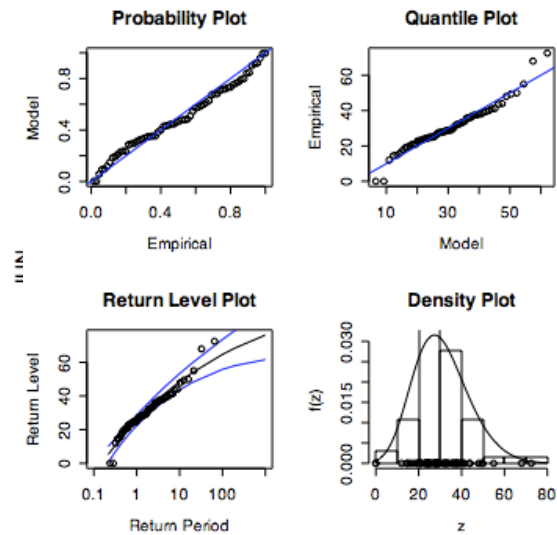 Probability Plot
Model
0.0 0.4 0.8
0.0 0.4 0.8
Empirical
Quantile Plot
Empirical
0 20 40 60
10 30 50
Model
Return Level Plot
Return Level
0 20 40 60
0.1 1 10 100
Return Period
Density Plot
f(z)
0.000 0.015 0.030
0 20 40 60 80
z